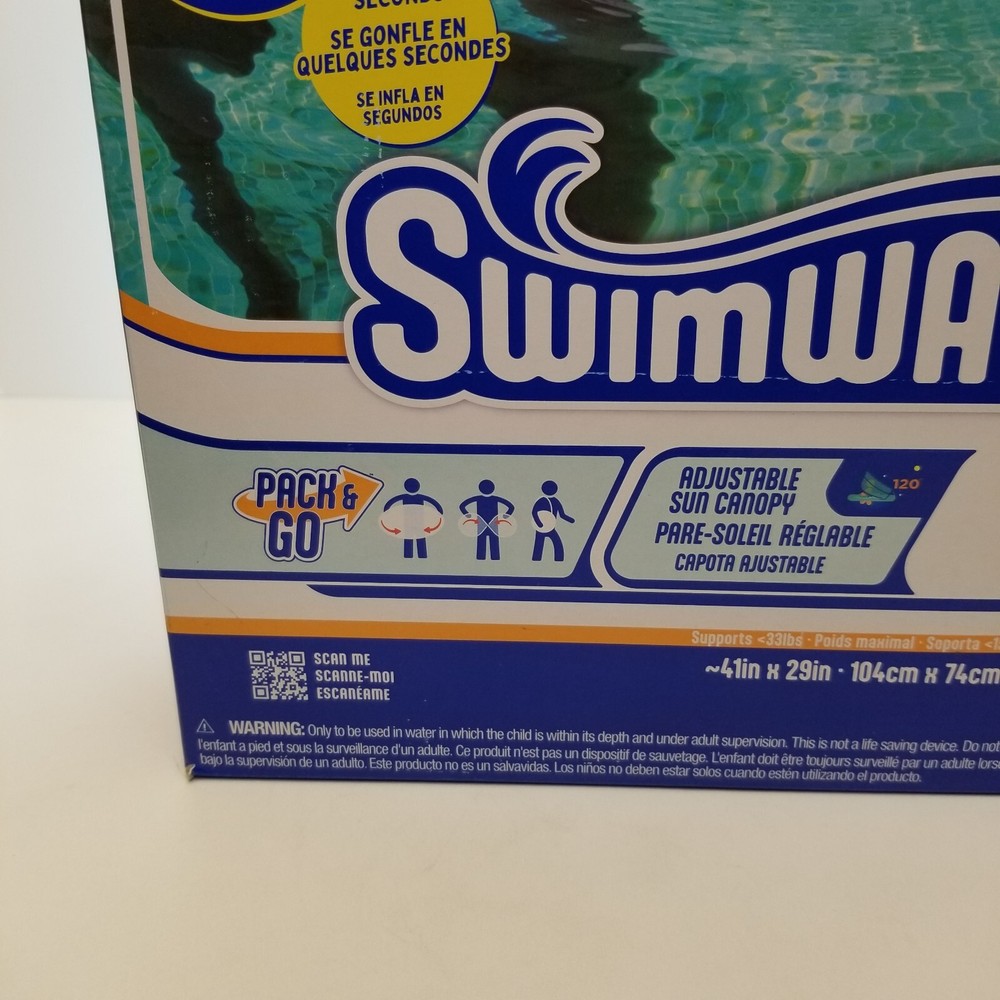 SE GONFLE EN
QUELQUES SECONDES
SE INFLA EN
SEGUNDOS
SWIMWA
PACK &
GO
ADJUSTABLE
SUN CANOPY
PARE-SOLEIL RÉGLABLE
CAPOTA AJUSTABLE
120°
Supports <33lbs · Poids maximal · Soporta
~41in x 29in · 104cm x 74cm
SCAN ME
SCANNE-MOI
ESCANÉAME
WARNING: Only to be used in water in which the child is within its depth and under adult supervision. This is not a life saving device. Do not
l'enfant a pied et sous la surveillance d'un adulte. Ce produit n'est pas un dispositif de sauvetage. L'enfant doit être toujours surveillé par un adulte
bajo la supervisión de un adulto. Este producto no es un salvavidas. Los niños no deben estar solos cuando estén utilizando el producto.